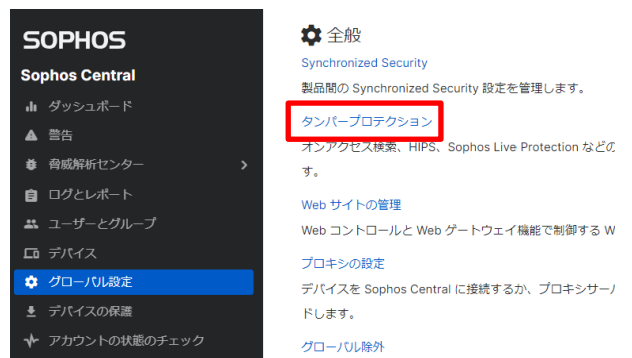 SOPHOS
Sophos Central
ダッシュボード
警告
脅威解析センター
ログとレポート
ユーザーとグループ
デバイス
グローバル設定
デバイスの保護
アカウントの状態のチェック
全般
Synchronized Security
製品間の Synchronized Security 設定を管理します。
タンパープロテクション
オンアクセス検索、HIPS、Sophos Live Protection などの
す。
Web サイトの管理
Web コントロールと Web ゲートウェイ機能で制御する W
プロキシの設定
デバイスを Sophos Central に接続するか、プロキシサーバ
ドします。
グローバル除外